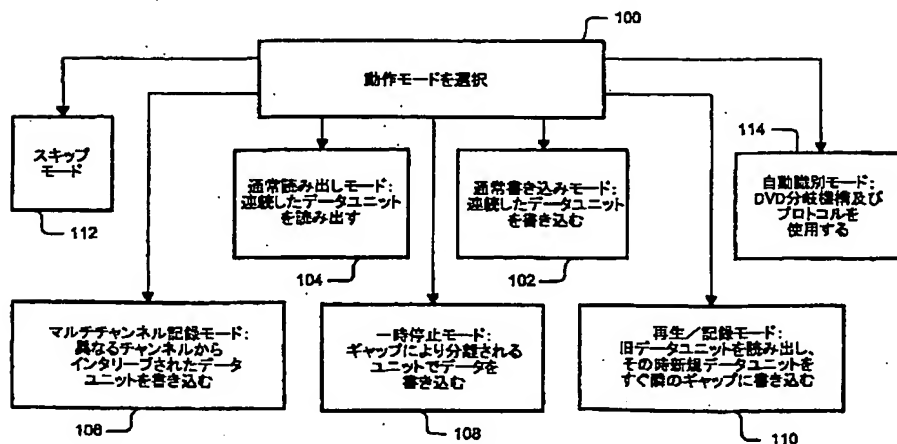 100
動作モードを選択
スキップ
モード
112
通常読み出しモード:
連続したデータユニット
を読み出す
104
通常書き込みモード:
連続したデータユニット
を書き込む
102
114
自動識別モード:
DVD分岐機構及び
プロトコルを
使用する
マルチチャンネル記録モード:
異なるチャンネルから
インタリーブされたデータ
ユニットを書き込む
106
一時停止モード:
ギャップにより分離される
ユニットでデータを
書き込む
108
再生/記録モード:
旧データユニットを読み出し、
その時新規データユニットを
すぐ隣のギャップに書き込む
110